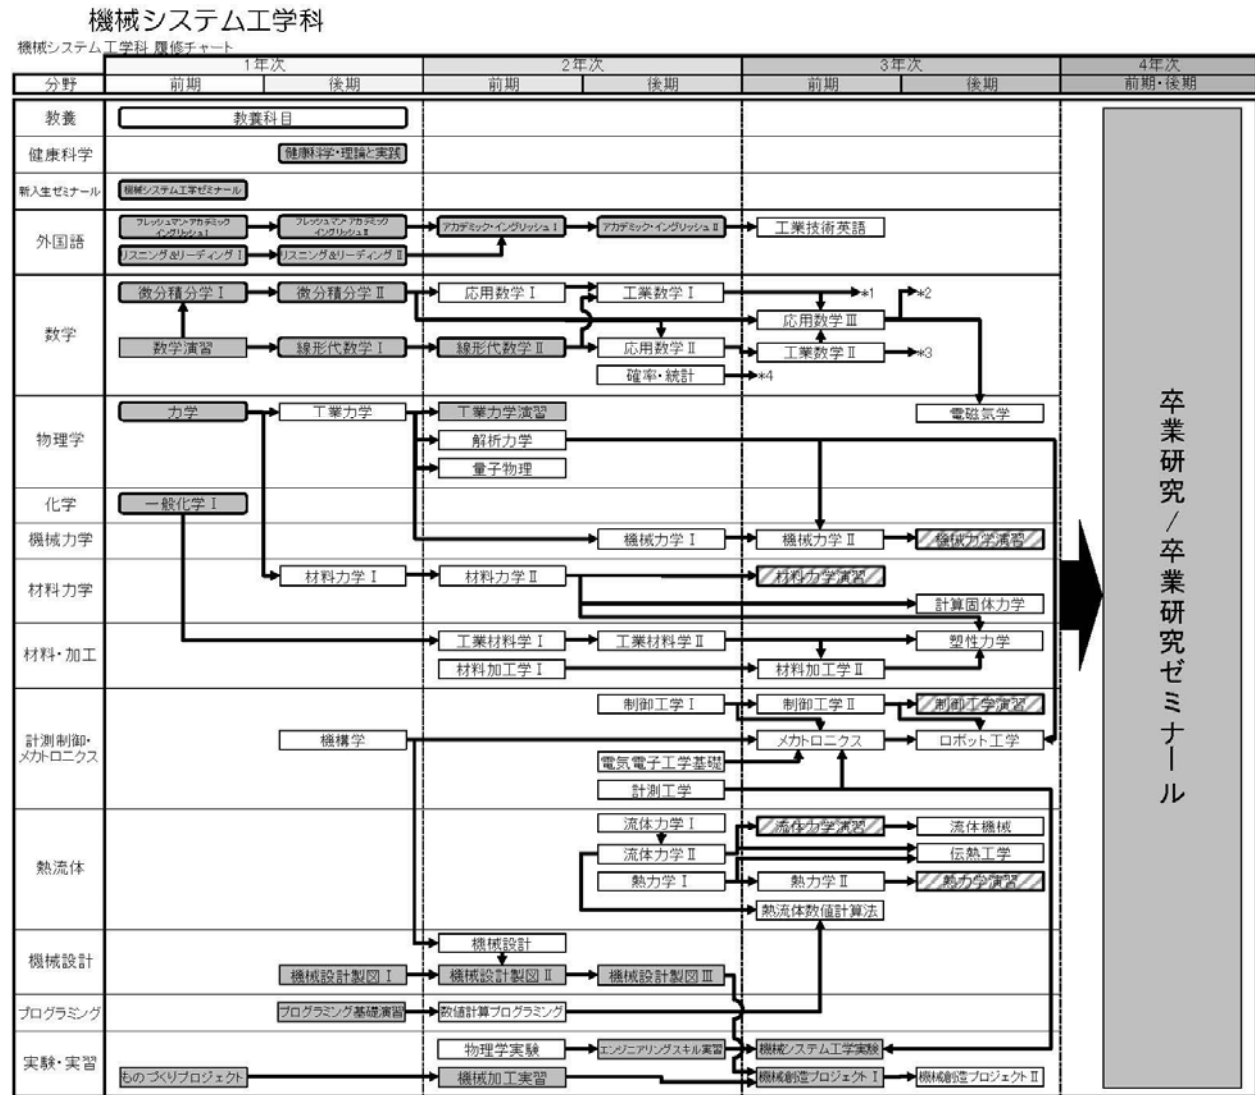 機械システム工学科
機械システム工学科 履修チャート
1年次 2年次 3年次 4年次
分野 前期 後期 前期 後期 前期 後期 前期・後期
教養 教養科目
健康科学 健康科学・理論と実践
新入生ゼミナール 機械システム工学ゼミナール
外国語
フレッシュマン・アカデミック イングリッシュⅠ
フレッシュマン・アカデミック イングリッシュⅡ
アカデミック・イングリッシュⅠ アカデミック・イングリッシュⅡ 工業技術英語
リスニング&リーディングⅠ リスニング&リーディングⅡ
数学
微分積分学Ⅰ 微分積分学Ⅱ 応用数学Ⅰ 工業数学Ⅰ *1 *2
応用数学Ⅲ
数学演習 線形代数学Ⅰ 線形代数学Ⅱ 応用数学Ⅱ 工業数学Ⅱ *3
確率・統計 *4
物理学
力学 工業力学 工業力学演習 電磁気学
解析力学
量子物理
化学 一般化学Ⅰ
機械力学 機械力学Ⅰ 機械力学Ⅱ 機械力学演習
材料力学
材料力学Ⅰ 材料力学Ⅱ 材料力学演習
計算固体力学
材料・加工
工業材料学Ⅰ 工業材料学Ⅱ 塑性力学
材料加工学Ⅰ 材料加工学Ⅱ
計測制御・
メカトロニクス
制御工学Ⅰ 制御工学Ⅱ 制御工学演習
機構学 メカトロニクス ロボット工学
電気電子工学基礎
計測工学
熱流体
流体力学Ⅰ 流体力学演習 流体機械
流体力学Ⅱ 伝熱工学
熱力学Ⅰ 熱力学Ⅱ 熱力学演習
熱流体数値計算法
機械設計
機械設計
機械設計製図Ⅰ 機械設計製図Ⅱ 機械設計製図Ⅲ
プログラミング プログラミング基礎演習 数値計算プログラミング
実験・実習
物理学実験 エンジニアリングスキル実習 機械システム工学実験
ものづくりプロジェクト 機械加工実習 機械創造プロジェクトⅠ 機械創造プロジェクトⅡ
卒業研究/卒業研究ゼミナール